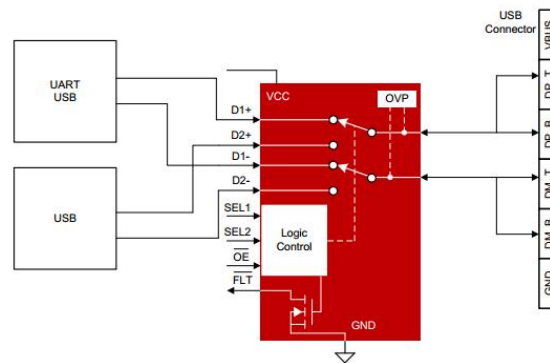 USB
Connector
UART
USB
USB
VCC
OVP
D1+
D2+
D1-
D2-
SEL1
SEL2
OE
FLT
Logic
Control
GND
VBUS
DP_T
DP_B
DM_T
DM_B
GND